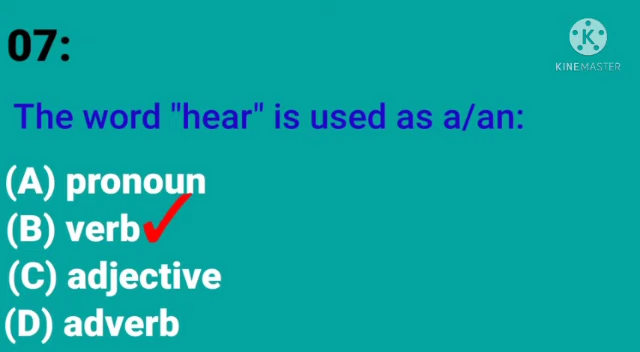 07:
KINEMASTER
The word "hear" is used as a/an:
(A) pronoun
(B) verb
(C) adjective
(D) adverb